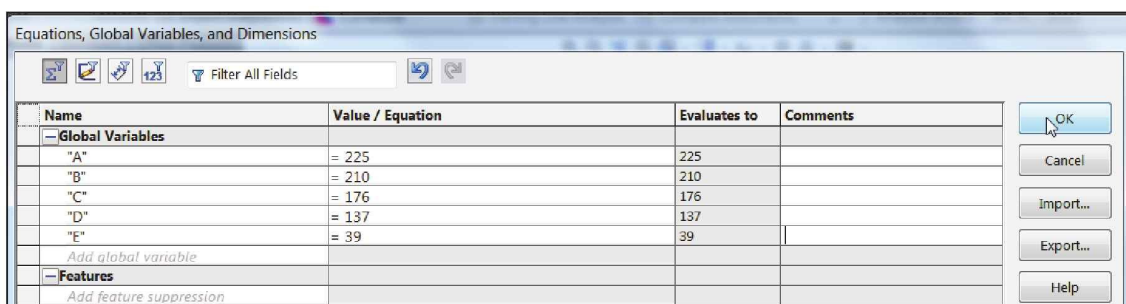 Equations, Global Variables, and Dimensions
Filter All Fields
Name Value / Equation Evaluates to Comments
Global Variables
"A" = 225 225
"B" = 210 210
"C" = 176 176
"D" = 137 137
"E" = 39 39
Add global variable
Features
Add feature suppression
OK
Cancel
Import...
Export...
Help